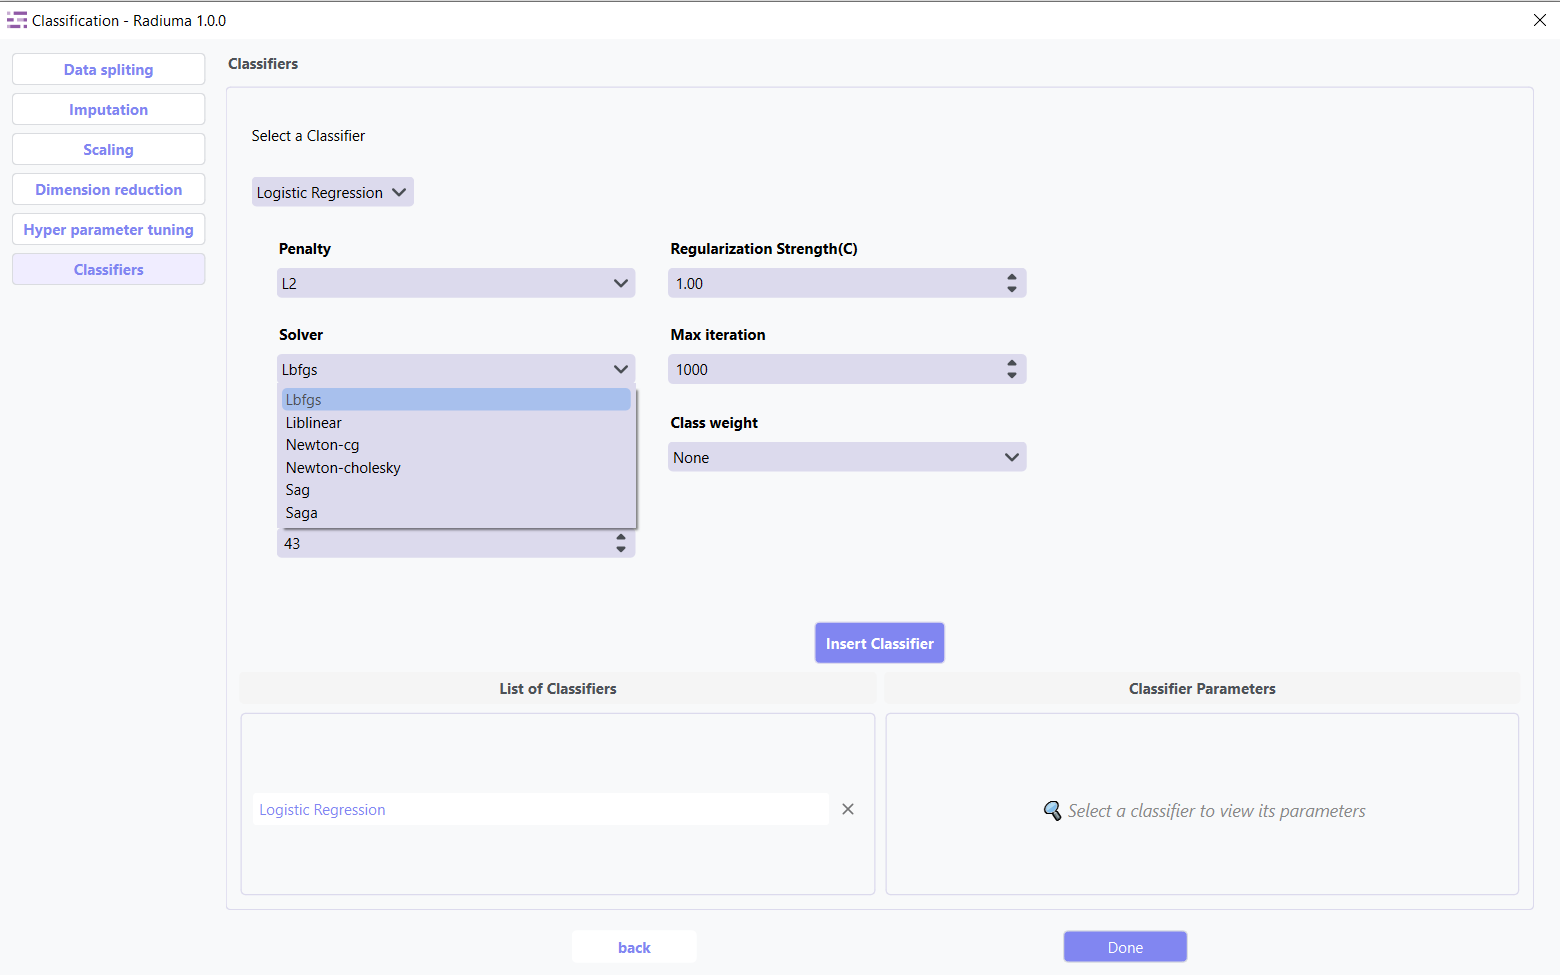 Classification - Radiuma 1.0.0
Data spliting
Imputation
Scaling
Dimension reduction
Hyper parameter tuning
Classifiers
Classifiers
Select a Classifier
Logistic Regression
Penalty
L2
Regularization Strength(C)
1.00
Solver
Lbfgs
Max iteration
1000
Lbfgs
Liblinear
Newton-cg
Newton-cholesky
Sag
Saga
Class weight
None
43
Insert Classifier
List of Classifiers
Classifier Parameters
Logistic Regression
Select a classifier to view its parameters
back
Done